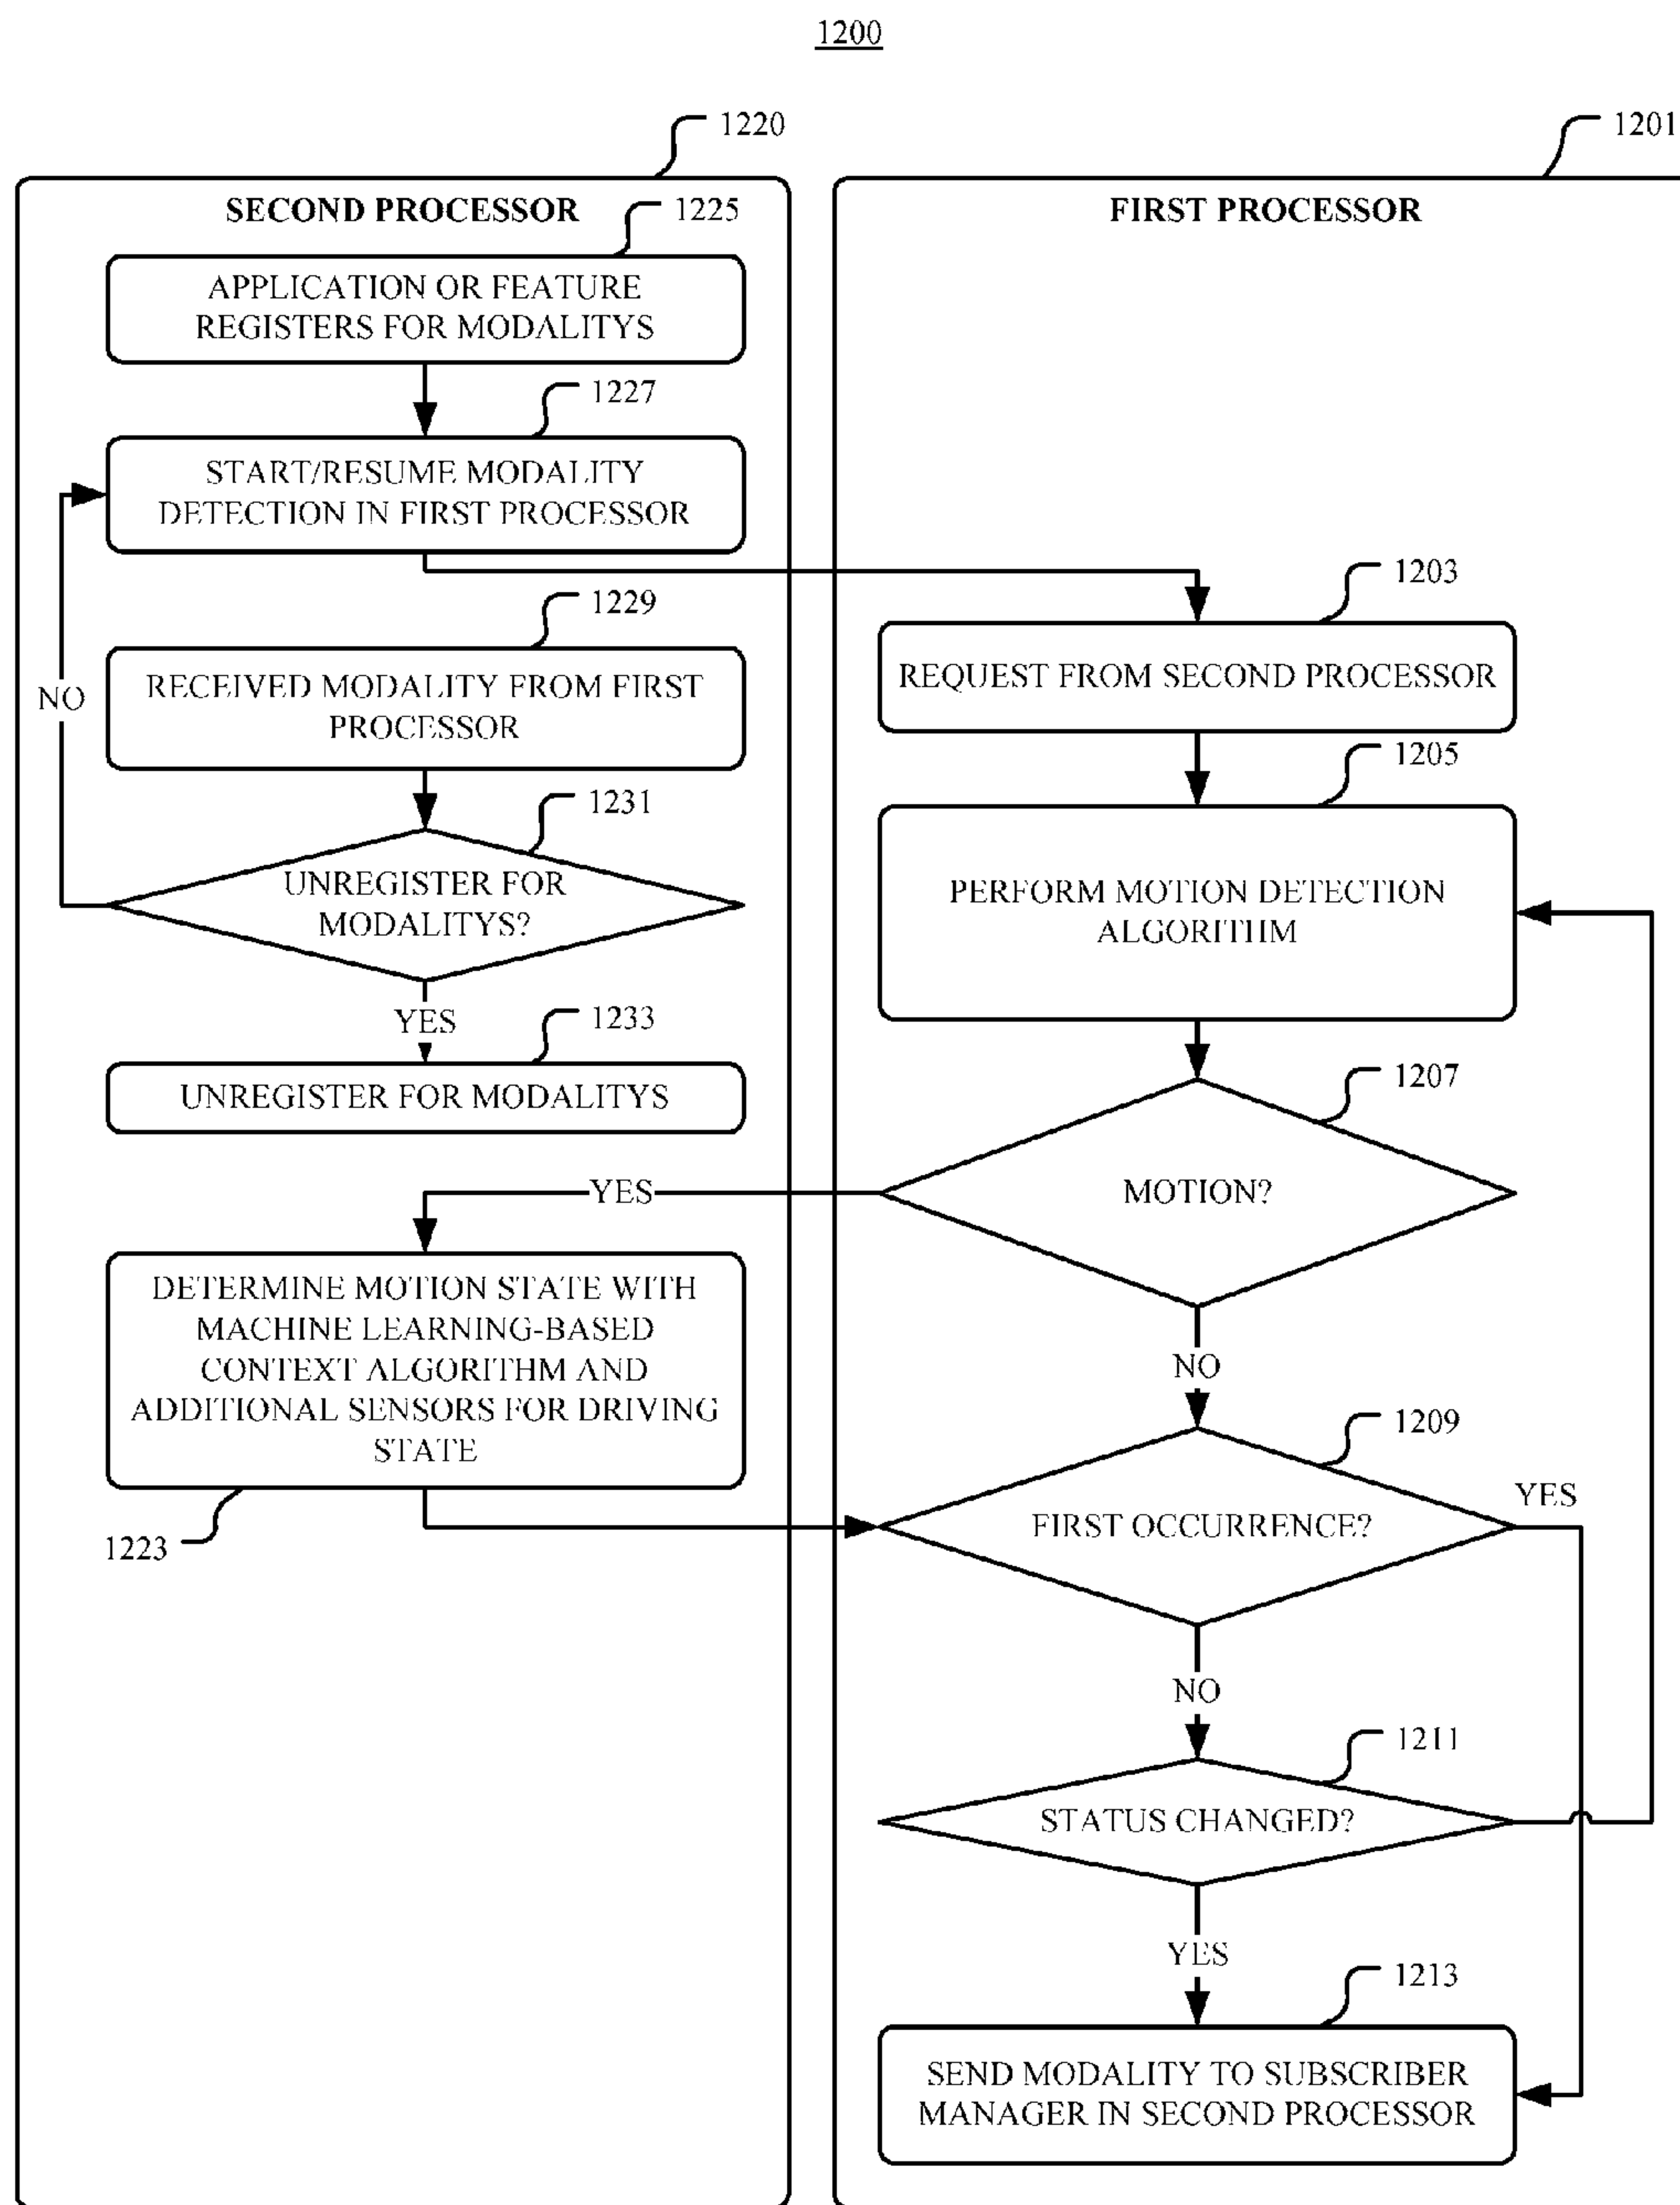 1200
1220
1201
SECOND PROCESSOR
1225
APPLICATION OR FEATURE
REGISTERS FOR MODALITYS
1227
START/RESUME MODALITY
DETECTION IN FIRST PROCESSOR
1229
RECEIVED MODALITY FROM FIRST
PROCESSOR
NO
1231
UNREGISTER FOR
MODALITYS?
YES
1233
UNREGISTER FOR MODALITYS
YES
DETERMINE MOTION STATE WITH
MACHINE LEARNING-BASED
CONTEXT ALGORITHM AND
ADDITIONAL SENSORS FOR DRIVING
STATE
1223
FIRST PROCESSOR
1203
REQUEST FROM SECOND PROCESSOR
1205
PERFORM MOTION DETECTION
ALGORITHM
1207
MOTION?
NO
1209
YES
FIRST OCCURRENCE?
NO
1211
STATUS CHANGED?
YES
1213
SEND MODALITY TO SUBSCRIBER
MANAGER IN SECOND PROCESSOR